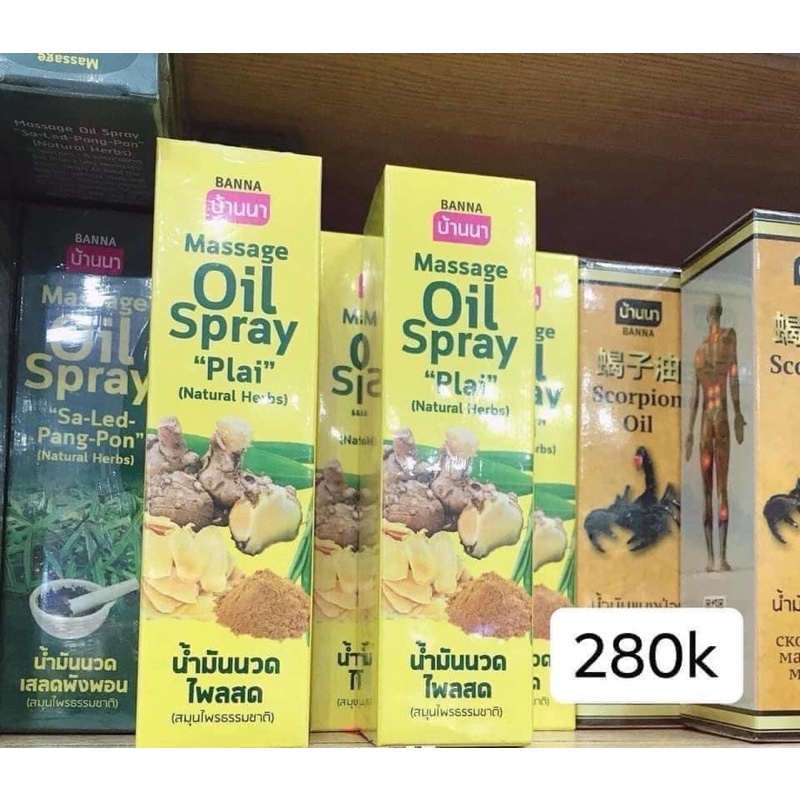 Massage
Massage Oil Spray
"Sa-Led-Pang-Pon"
(Natural Herbs)
BANNA
บ้านนา
Massage
Oil
Spray
"Sa-Led-
Pang-Pon"
(Natural Herbs)
น้ำมันนวด
เสลดพังพอน
(สมุนไพรธรรมชาติ)
BANNA
บ้านนา
Massage
Oil
Spray
"Plai"
(Natural Herbs)
น้ำมันนวด
ไพลสด
(สมุนไพรธรรมชาติ)
BANNA
บ้านนา
Massage
Oil
Spray
"Plai"
(Natural Herbs)
น้ำมันนวด
ไพลสด
(สมุนไพรธรรมชาติ)
บ้านนา
BANNA
蝎子油
Scorpion
Oil
280k